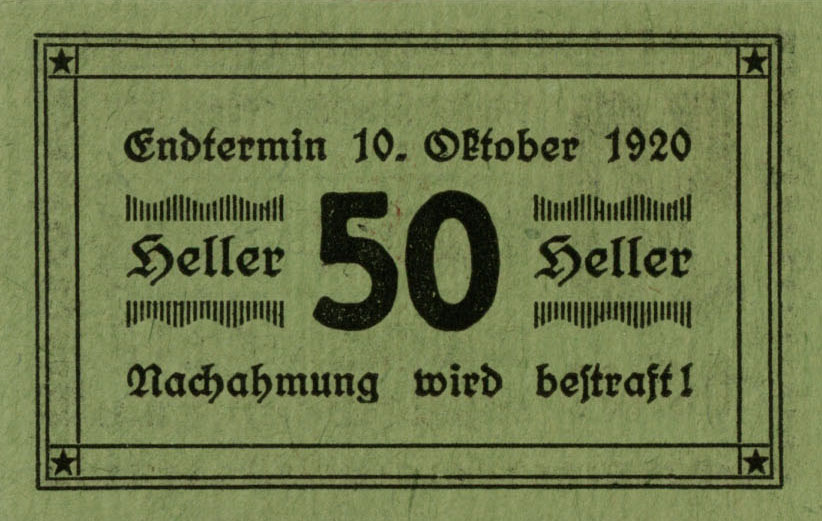 Endtermin 10. Oktober 1920
Heller 50 Heller
Nachahmung wird bestraft!